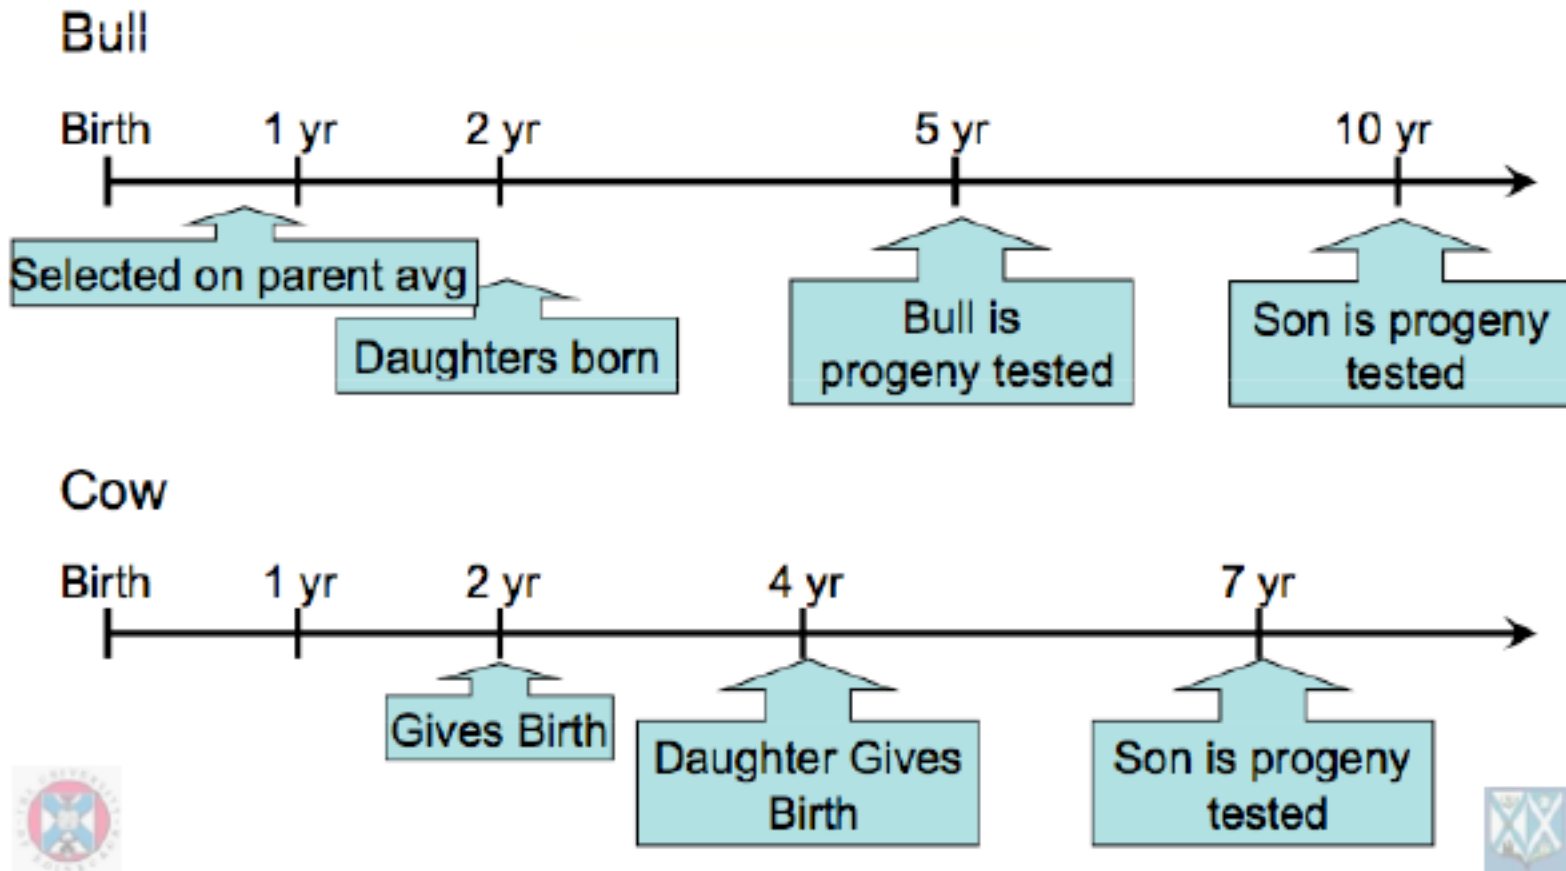 Bull
Birth 1 yr 2 yr 5 yr 10 yr
Selected on parent avg
Daughters born
Bull is
progeny tested
Son is progeny
tested
Cow
Birth 1 yr 2 yr 4 yr 7 yr
Gives Birth
Daughter Gives
Birth
Son is progeny
tested